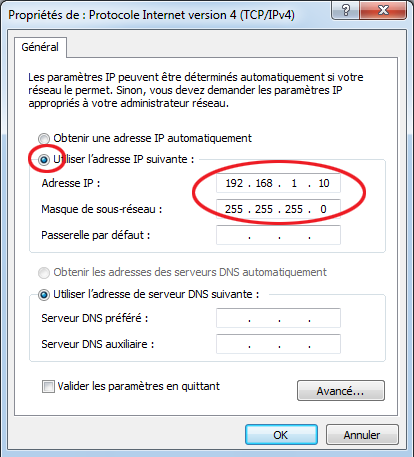 Propriétés de : Protocole Internet version 4 (TCP/IPv4)
Général
Les paramètres IP peuvent être déterminés automatiquement si votre
réseau le permet. Sinon, vous devez demander les paramètres IP
appropriés à votre administrateur réseau.
Obtenir une adresse IP automatiquement
Utiliser l'adresse IP suivante :
Adresse IP : 192 . 168 . 1 . 10
Masque de sous-réseau : 255 . 255 . 255 . 0
Passerelle par défaut : . . .
Obtenir les adresses des serveurs DNS automatiquement
Utiliser l'adresse de serveur DNS suivante :
Serveur DNS préféré : . . .
Serveur DNS auxiliaire : . . .
Valider les paramètres en quittant
Avancé...
OK Annuler